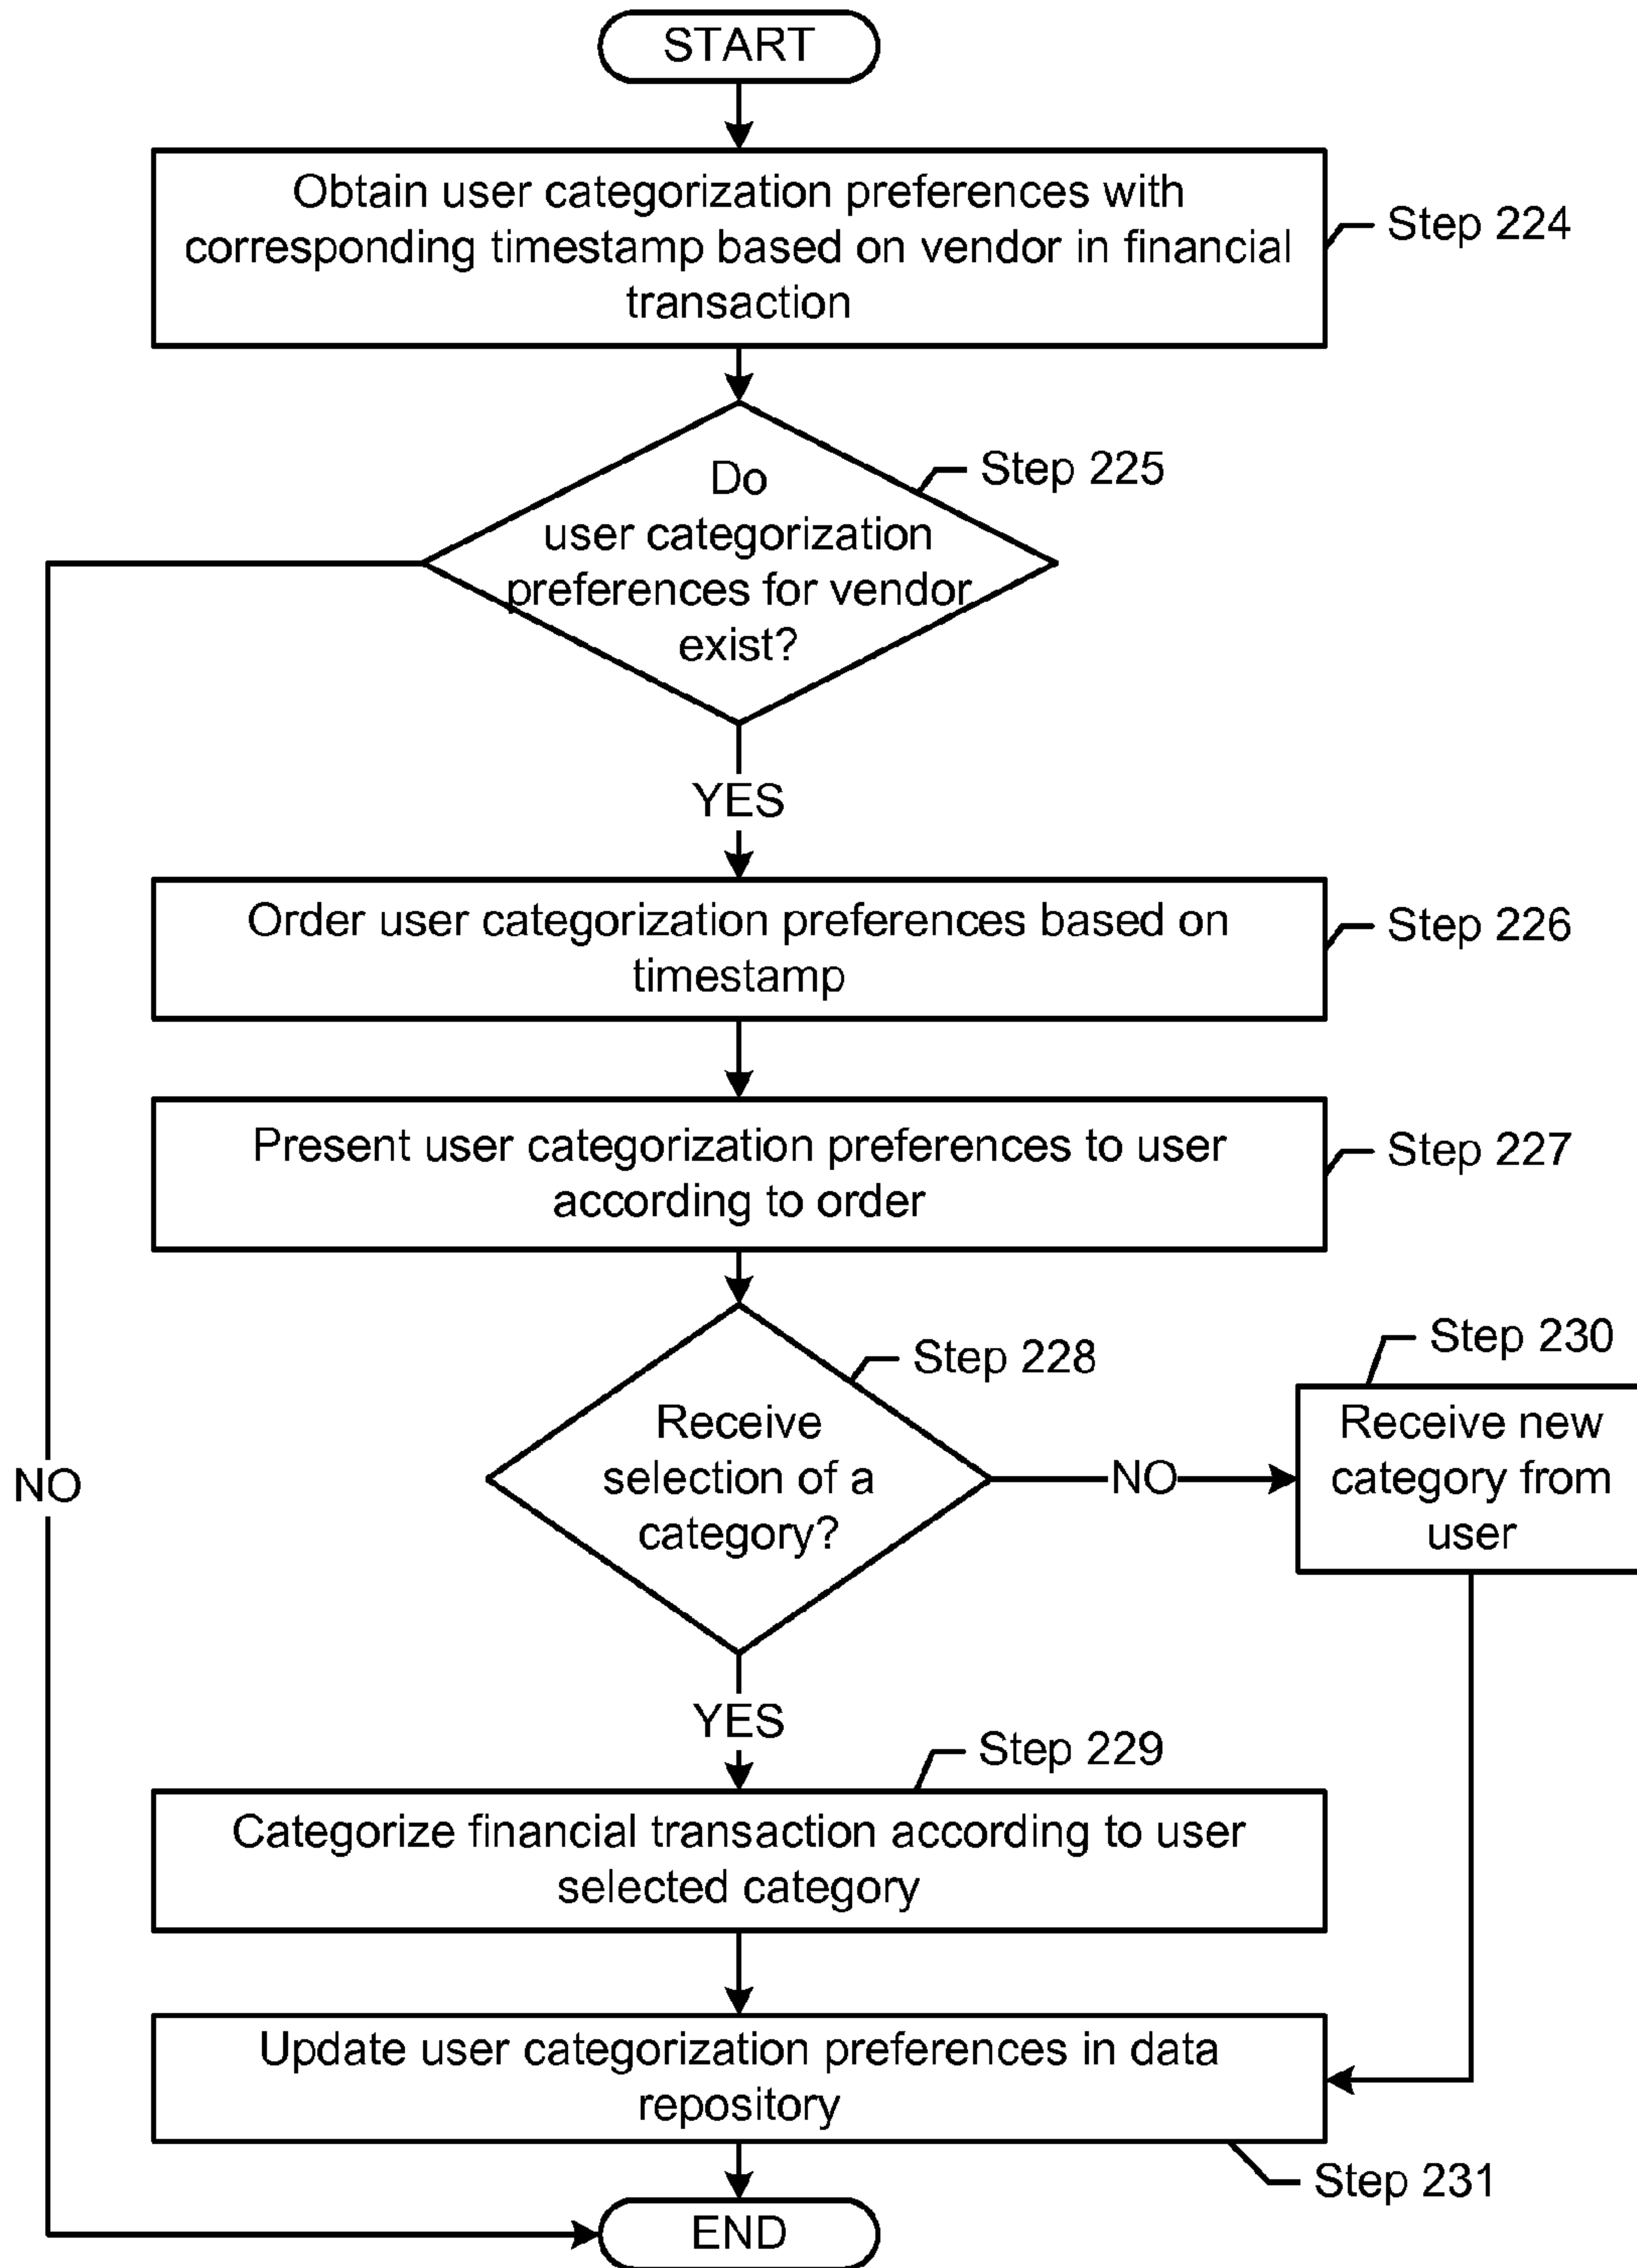 START
Obtain user categorization preferences with
corresponding timestamp based on vendor in financial
transaction
Step 224
Do
user categorization
preferences for vendor
exist?
Step 225
YES
Order user categorization preferences based on
timestamp
Step 226
Present user categorization preferences to user
according to order
Step 227
Receive
selection of a
category?
Step 228
NO
Step 230
Receive new
category from
user
NO
YES
Step 229
Categorize financial transaction according to user
selected category
Update user categorization preferences in data
repository
Step 231
END